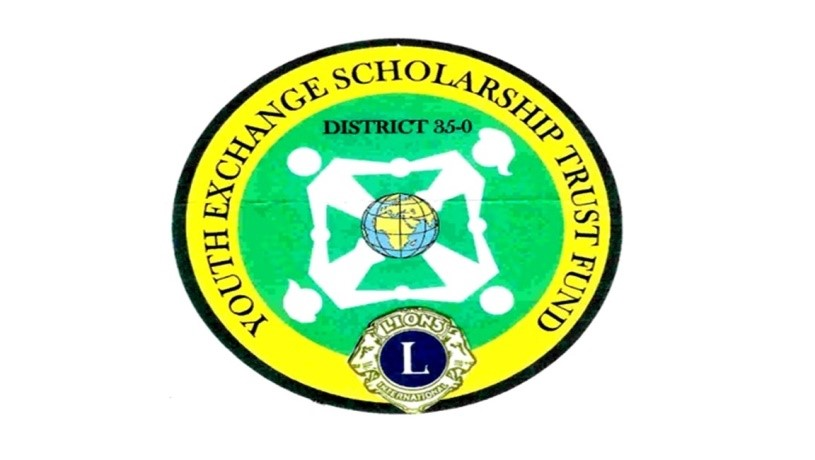 YOUTH EXCHANGE SCHOLARSHIP TRUST FUND
DISTRICT 35-0
LIONS
L
INTERNATIONAL